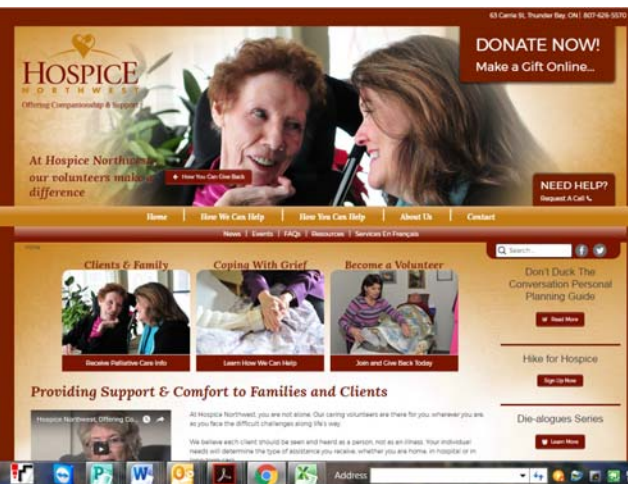 63 Carrie St, Thunder Bay, ON | 807-626-5570
DONATE NOW!
Make a Gift Online...
HOSPICE
NORTHWEST
Offering Companionship & Support
At Hospice Northwest,
our volunteers make a
difference
How You Can Give Back
NEED HELP?
Request A Call
Home | How We Can Help | How You Can Help | About Us | Contact
News | Events | FAQs | Resources | Services En Français
Home
Search...
Clients & Family
Coping With Grief
Become a Volunteer
Receive Palliative Care Info
Learn How We Can Help
Join and Give Back Today
Don't Duck The
Conversation Personal
Planning Guide
Read More
Hike for Hospice
Sign Up Now
Die-alogues Series
Learn More
Providing Support & Comfort to Families and Clients
Hospice Northwest, Offering Co...
At Hospice Northwest, you are not alone. Our caring volunteers are there for you, wherever you are,
as you face the difficult challenges along life's way.
We believe each client should be seen and heard as a person, not as an illness. Your individual
needs will determine the type of assistance you receive, whether you are home, in hospital or in
Address